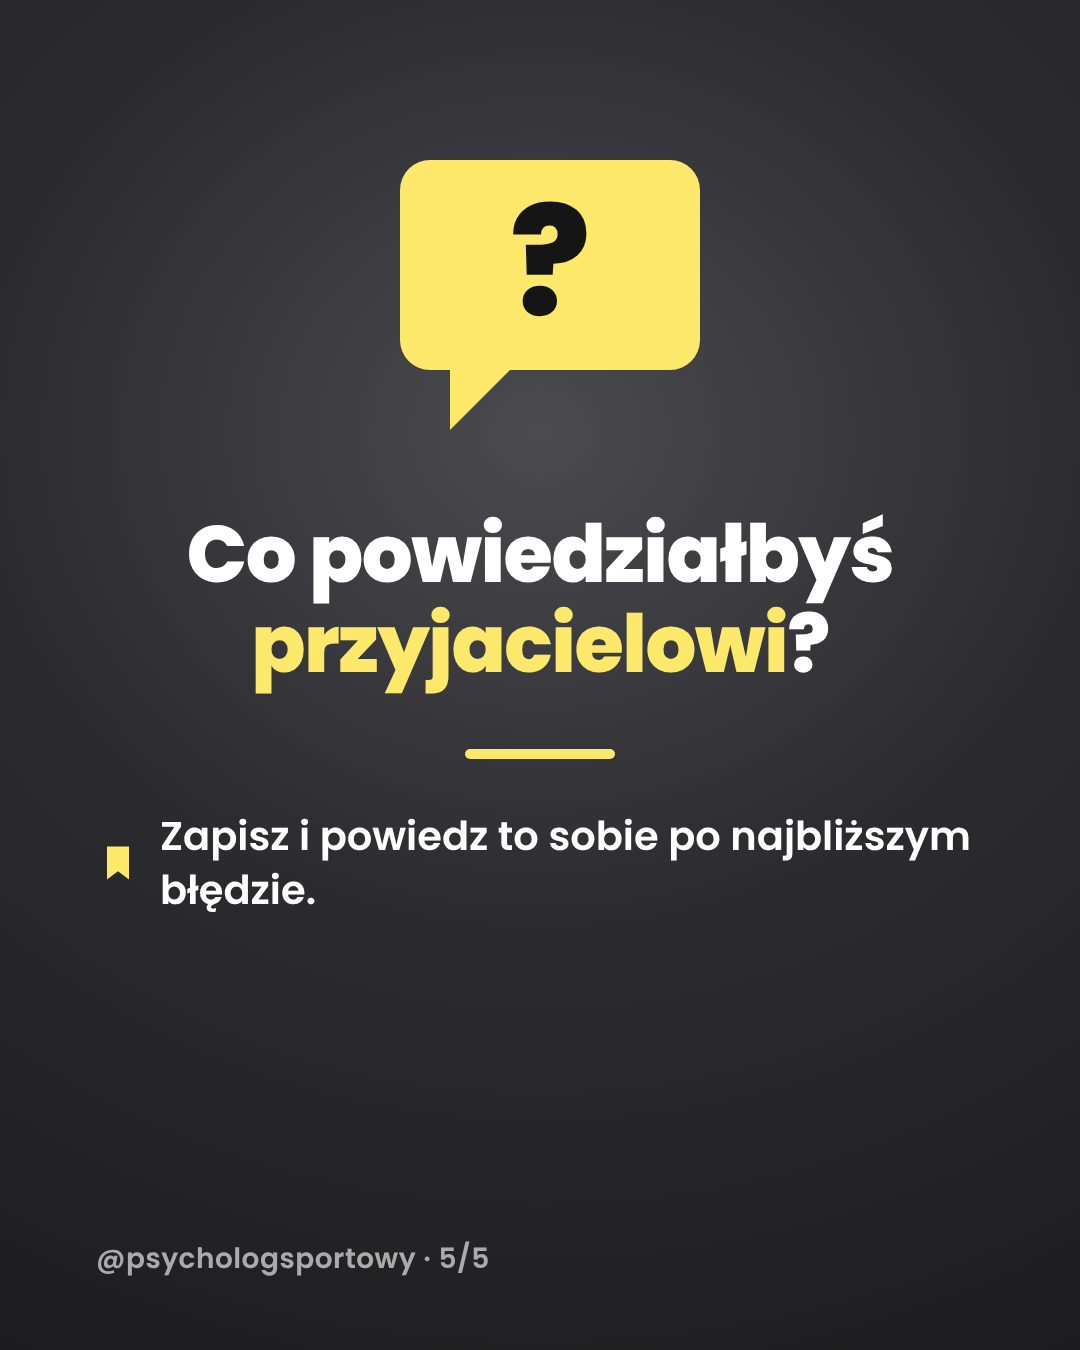 ?
Co powiedziałbyś
przyjacielowi?
Zapisz i powiedz to sobie po najbliższym
błędzie.
@psychologsportowy · 5/5